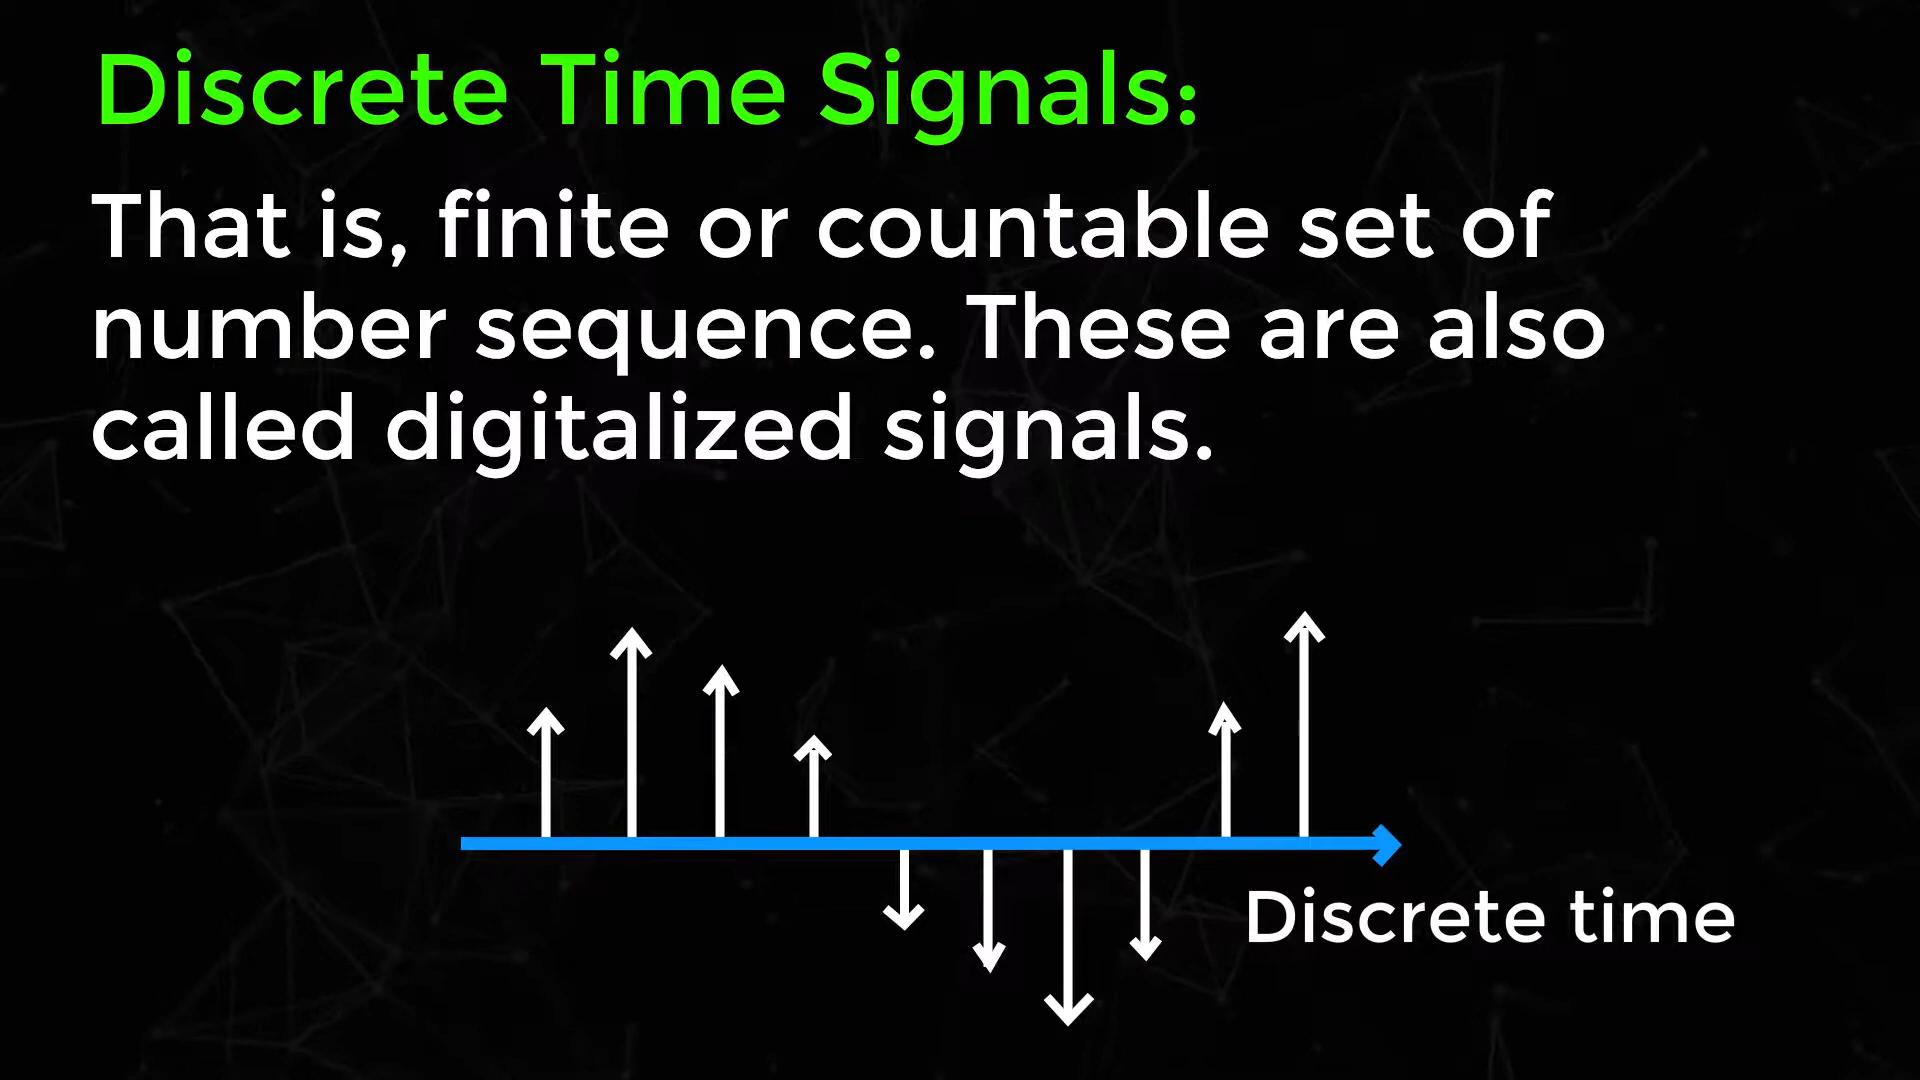 Discrete Time Signals:
That is, finite or countable set of
number sequence. These are also
called digitalized signals.
Discrete time